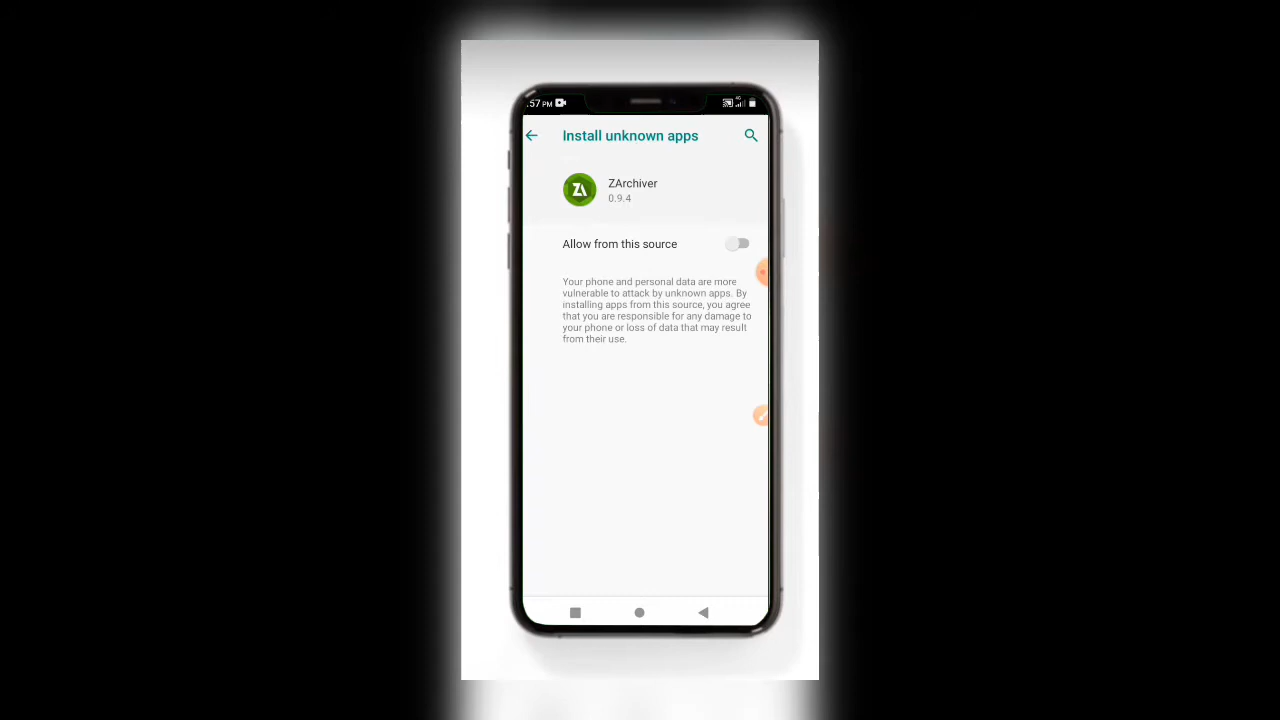 :57 PM
4G
Install unknown apps
ZA
ZArchiver
0.9.4
Allow from this source
Your phone and personal data are more
vulnerable to attack by unknown apps. By
installing apps from this source, you agree
that you are responsible for any damage to
your phone or loss of data that may result
from their use.